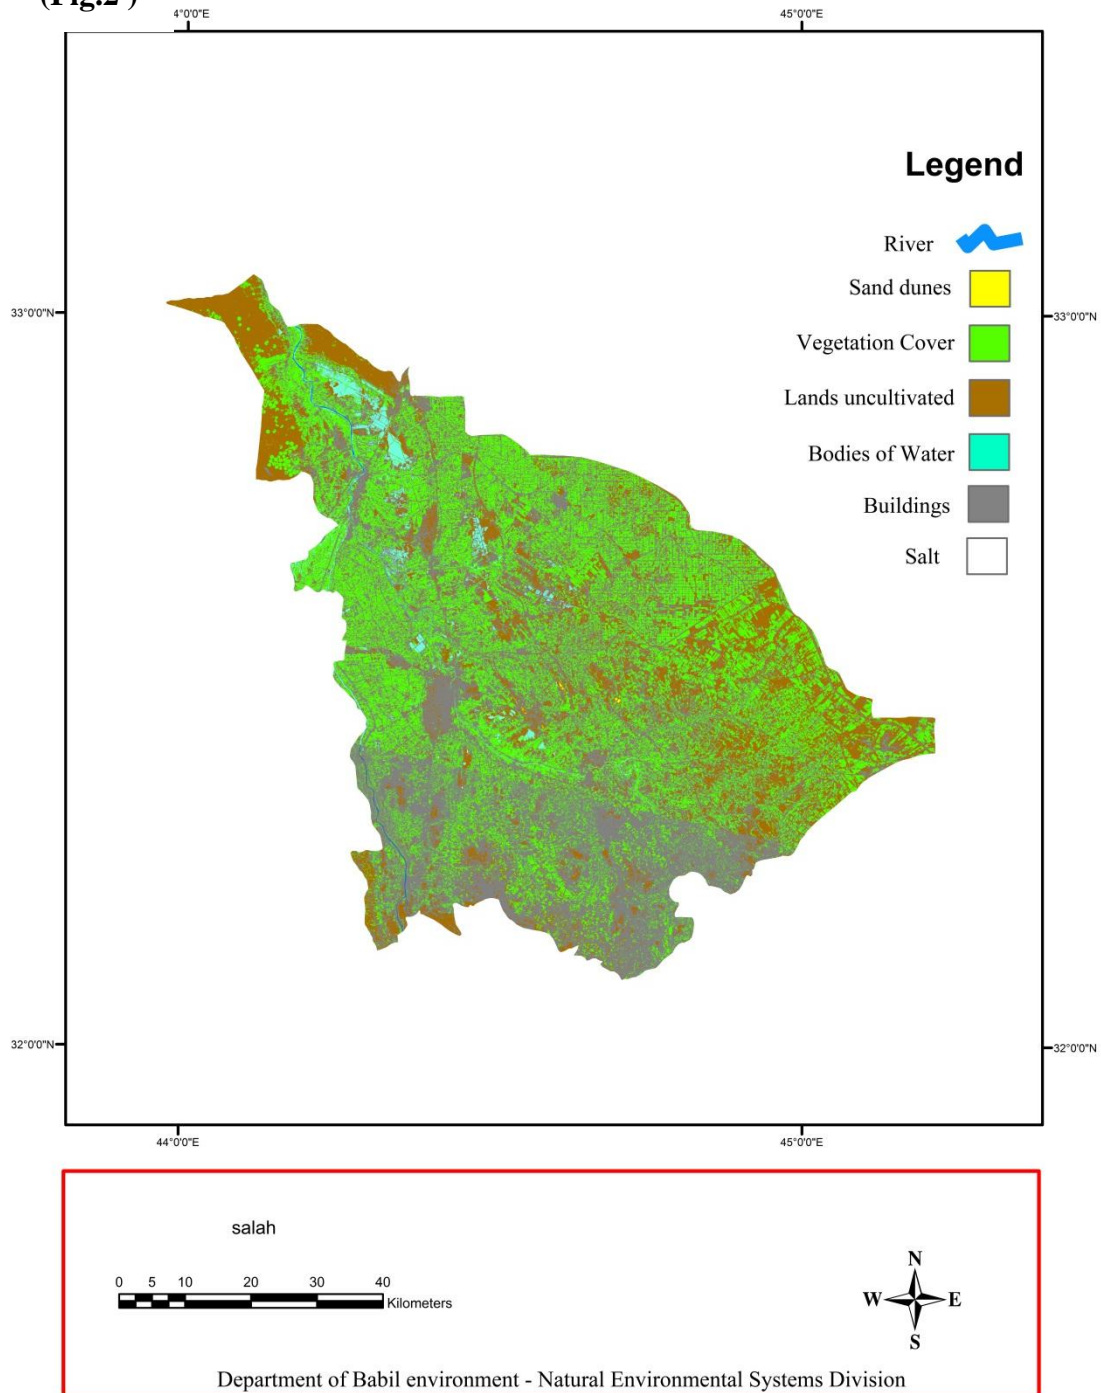 (Fig.2 )
4°0'0"E 45°0'0"E
Legend
River
Sand dunes
33°0'0"N 33°0'0"N
Vegetation Cover
Lands uncultivated
Bodies of Water
Buildings
Salt
32°0'0"N 32°0'0"N
44°0'0"E 45°0'0"E
salah
0 5 10 20 30 40
Kilometers
N
W E
S
Department of Babil environment - Natural Environmental Systems Division